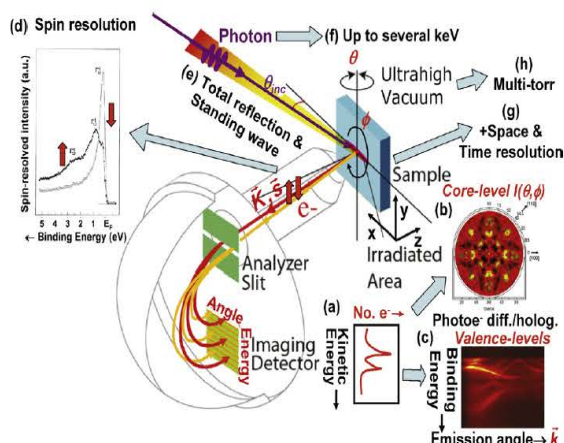 (d) Spin resolution
Spin-resolved intensity (a.u.)
5 4 3 2 1 E_F
← Binding Energy (eV)
Photon
(f) Up to several keV
(e) Total reflection &
Standing wave
θinc
θ
ϕ
Ultrahigh
Vacuum
(h)
Multi-torr
(g)
+Space &
Time resolution
Sample
K, s
e-
x
y
z
Irradiated
Area
Analyzer
Slit
Angle
Energy
Imaging
Detector
(a)
No. e⁻→
Kinetic
Energy
Core-level I(θ,ϕ)
(b)
Photoe⁻ diff./holog.
(c)
Valence-levels
Binding
Energy
Emission angle→ k